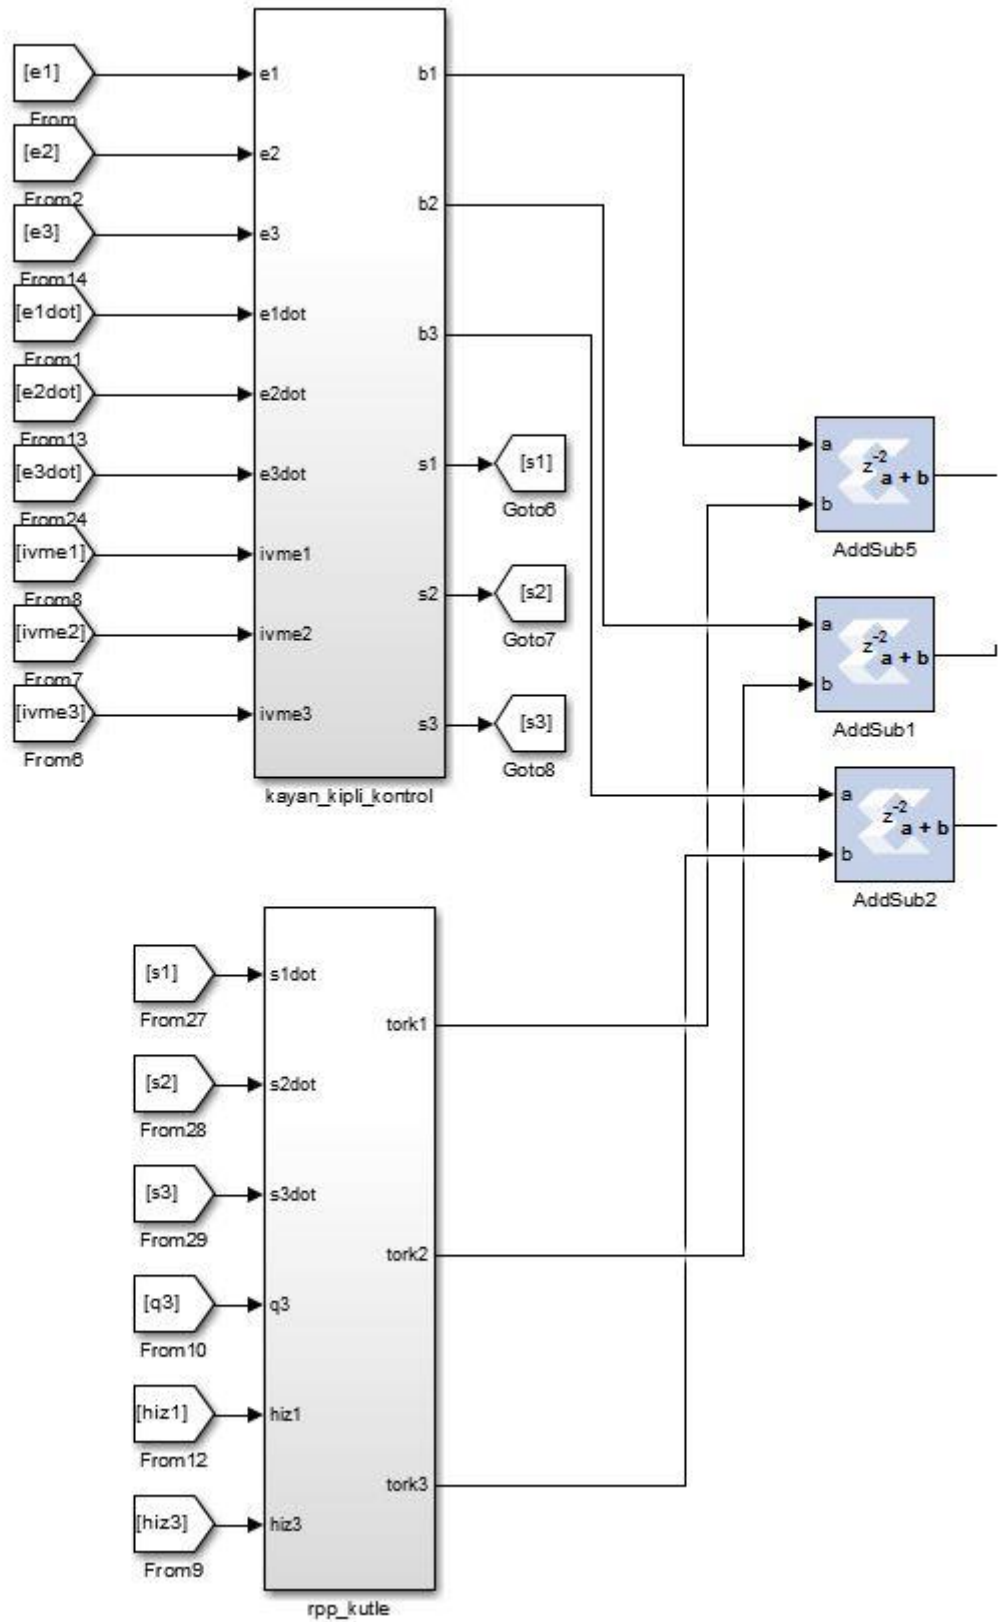 [e1]
e1
b1
From
[e2]
e2
From2
b2
[e3]
e3
From14
[e1dot]
e1dot
b3
From1
[e2dot]
e2dot
From13
[e3dot]
e3dot
s1
[s1]
From24
Goto6
[ivme1]
ivme1
From8
s2
[s2]
[ivme2]
ivme2
Goto7
From7
[ivme3]
ivme3
s3
[s3]
From6
Goto8
kayan_kipli_kontrol
a
z-2
a + b
b
AddSub5
a
z-2
a + b
b
AddSub1
a
z-2
a + b
b
AddSub2
[s1]
s1dot
From27
tork1
[s2]
s2dot
From28
[s3]
s3dot
From29
tork2
[q3]
q3
From10
[hiz1]
hiz1
From12
tork3
[hiz3]
hiz3
From9
rpp_kutle